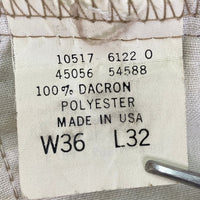 10517 6122 0
45056 54588
100% DACRON
POLYESTER
MADE IN USA
W36 L32